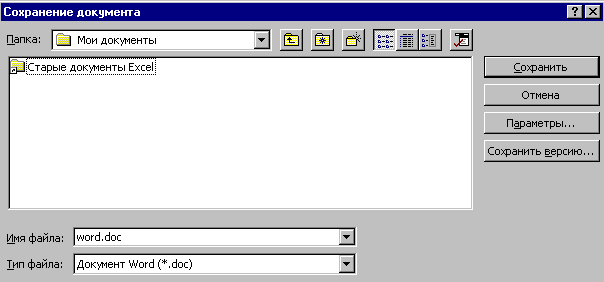 Сохранение документа
Папка: Мои документы
Старые документы Excel
Сохранить
Отмена
Параметры...
Сохранить версию...
Имя файла: word.doc
Тип файла: Документ Word (*.doc)